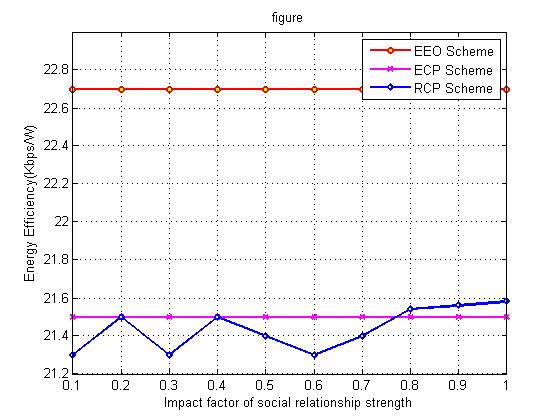 figure
EEO Scheme
ECP Scheme
RCP Scheme
Energy Efficiency(Kbps/W)
22.8
22.6
22.4
22.2
22
21.8
21.6
21.4
21.2
0.1 0.2 0.3 0.4 0.5 0.6 0.7 0.8 0.9 1
Impact factor of social relationship strength